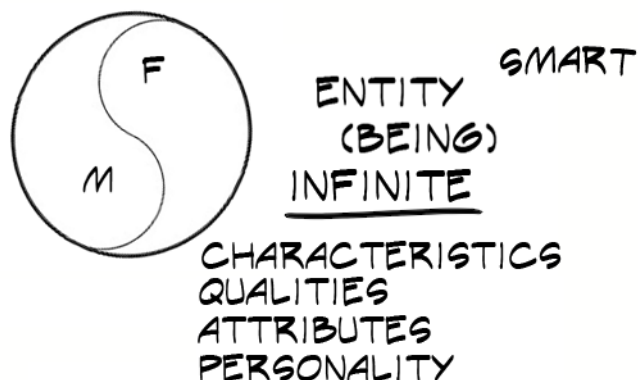 F
M
SMART
ENTITY
(BEING)
INFINITE
CHARACTERISTICS
QUALITIES
ATTRIBUTES
PERSONALITY